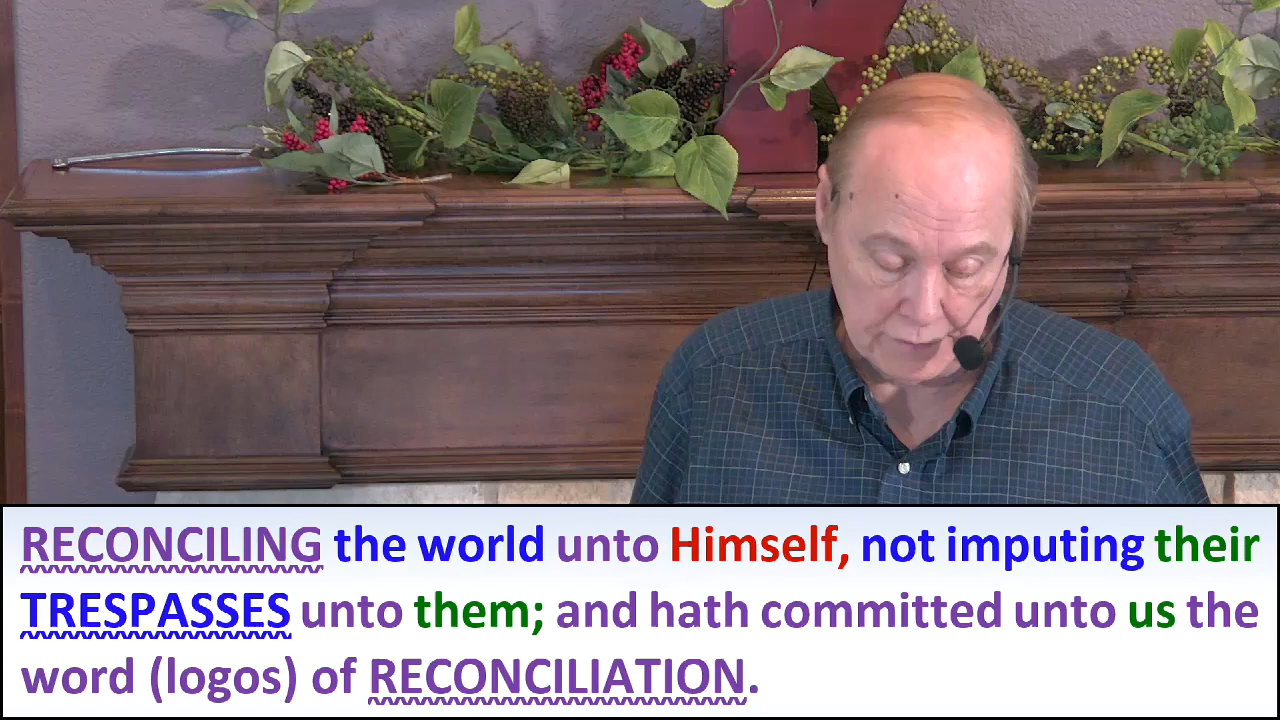 RECONCILING the world unto Himself, not imputing their
TRESPASSES unto them; and hath committed unto us the
word (logos) of RECONCILIATION.